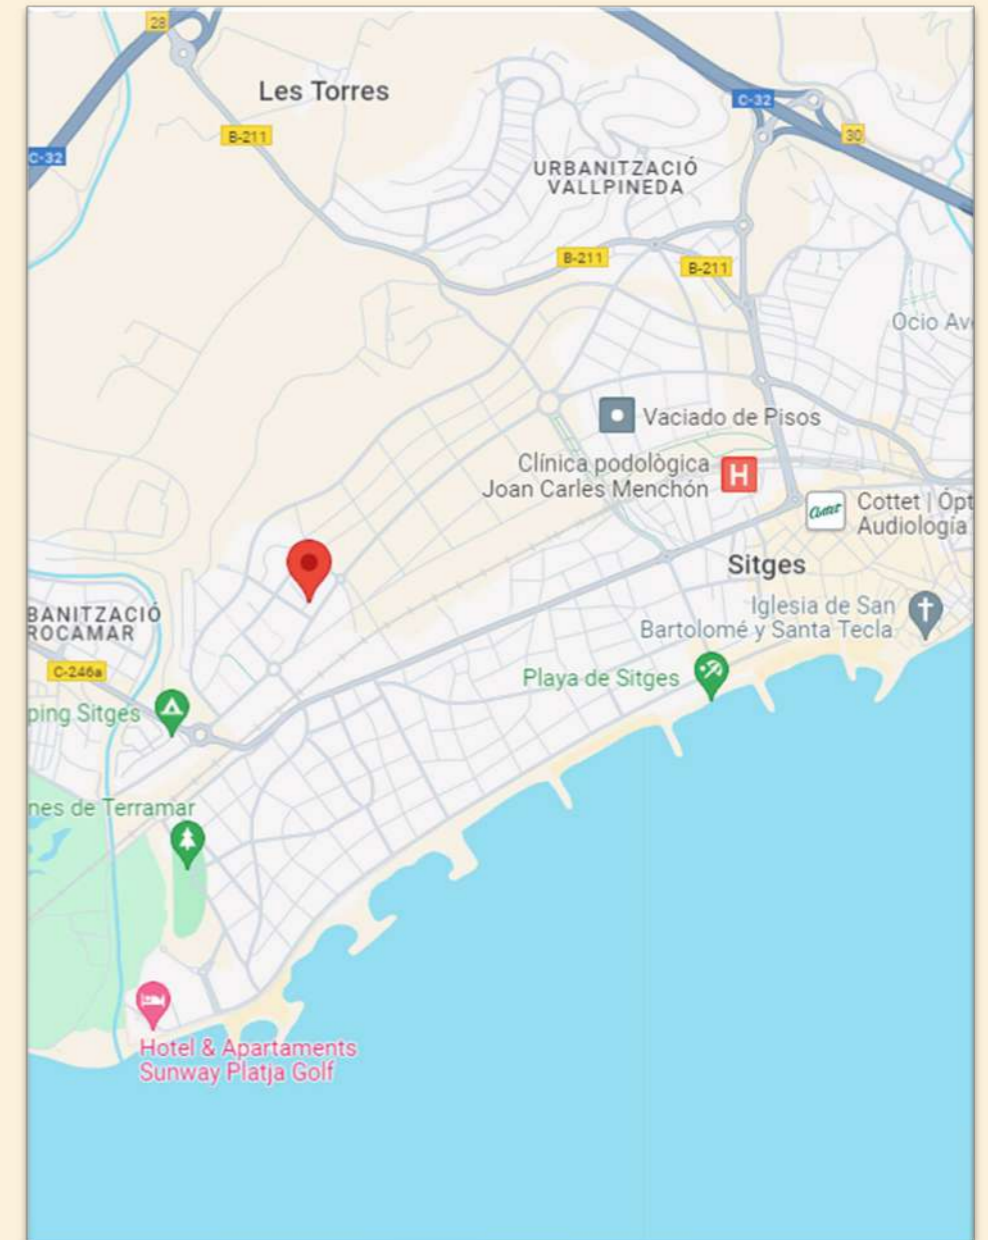 28
Les Torres
C-32
B-211
30
C-32
URBANITZACIÓ
VALLPINEDA
B-211
B-211
Ocio Av
Vaciado de Pisos
Clínica podològica
Joan Carles Menchón
H
Cottet | Ópt
Audiología
Sitges
BANITZACIÓ
ROCAMAR
Iglesia de San
Bartolomé y Santa Tecla
C-246a
Playa de Sitges
ping Sitges
nes de Terramar
Hotel & Apartaments
Sunway Platja Golf